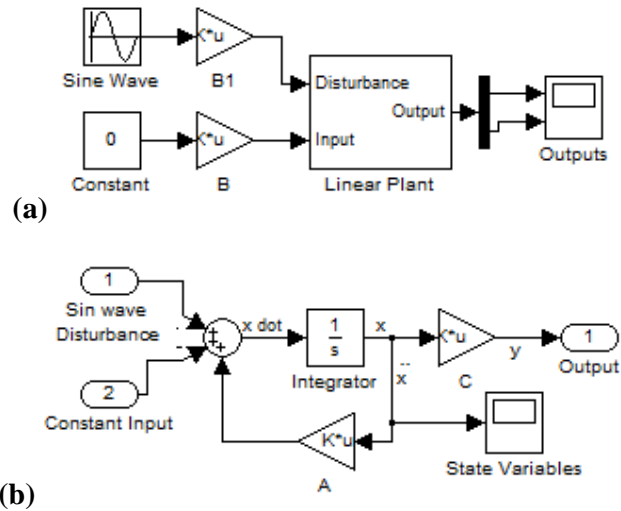 K*u
Sine Wave
B1
Disturbance
Output
Input
0
K*u
Constant
B
Linear Plant
Outputs
(a)
1
Sin wave
Disturbance
x dot
1
s
x
K*u
1
Integrator
x
C
y
Output
2
Constant Input
K*u
A
State Variables
(b)